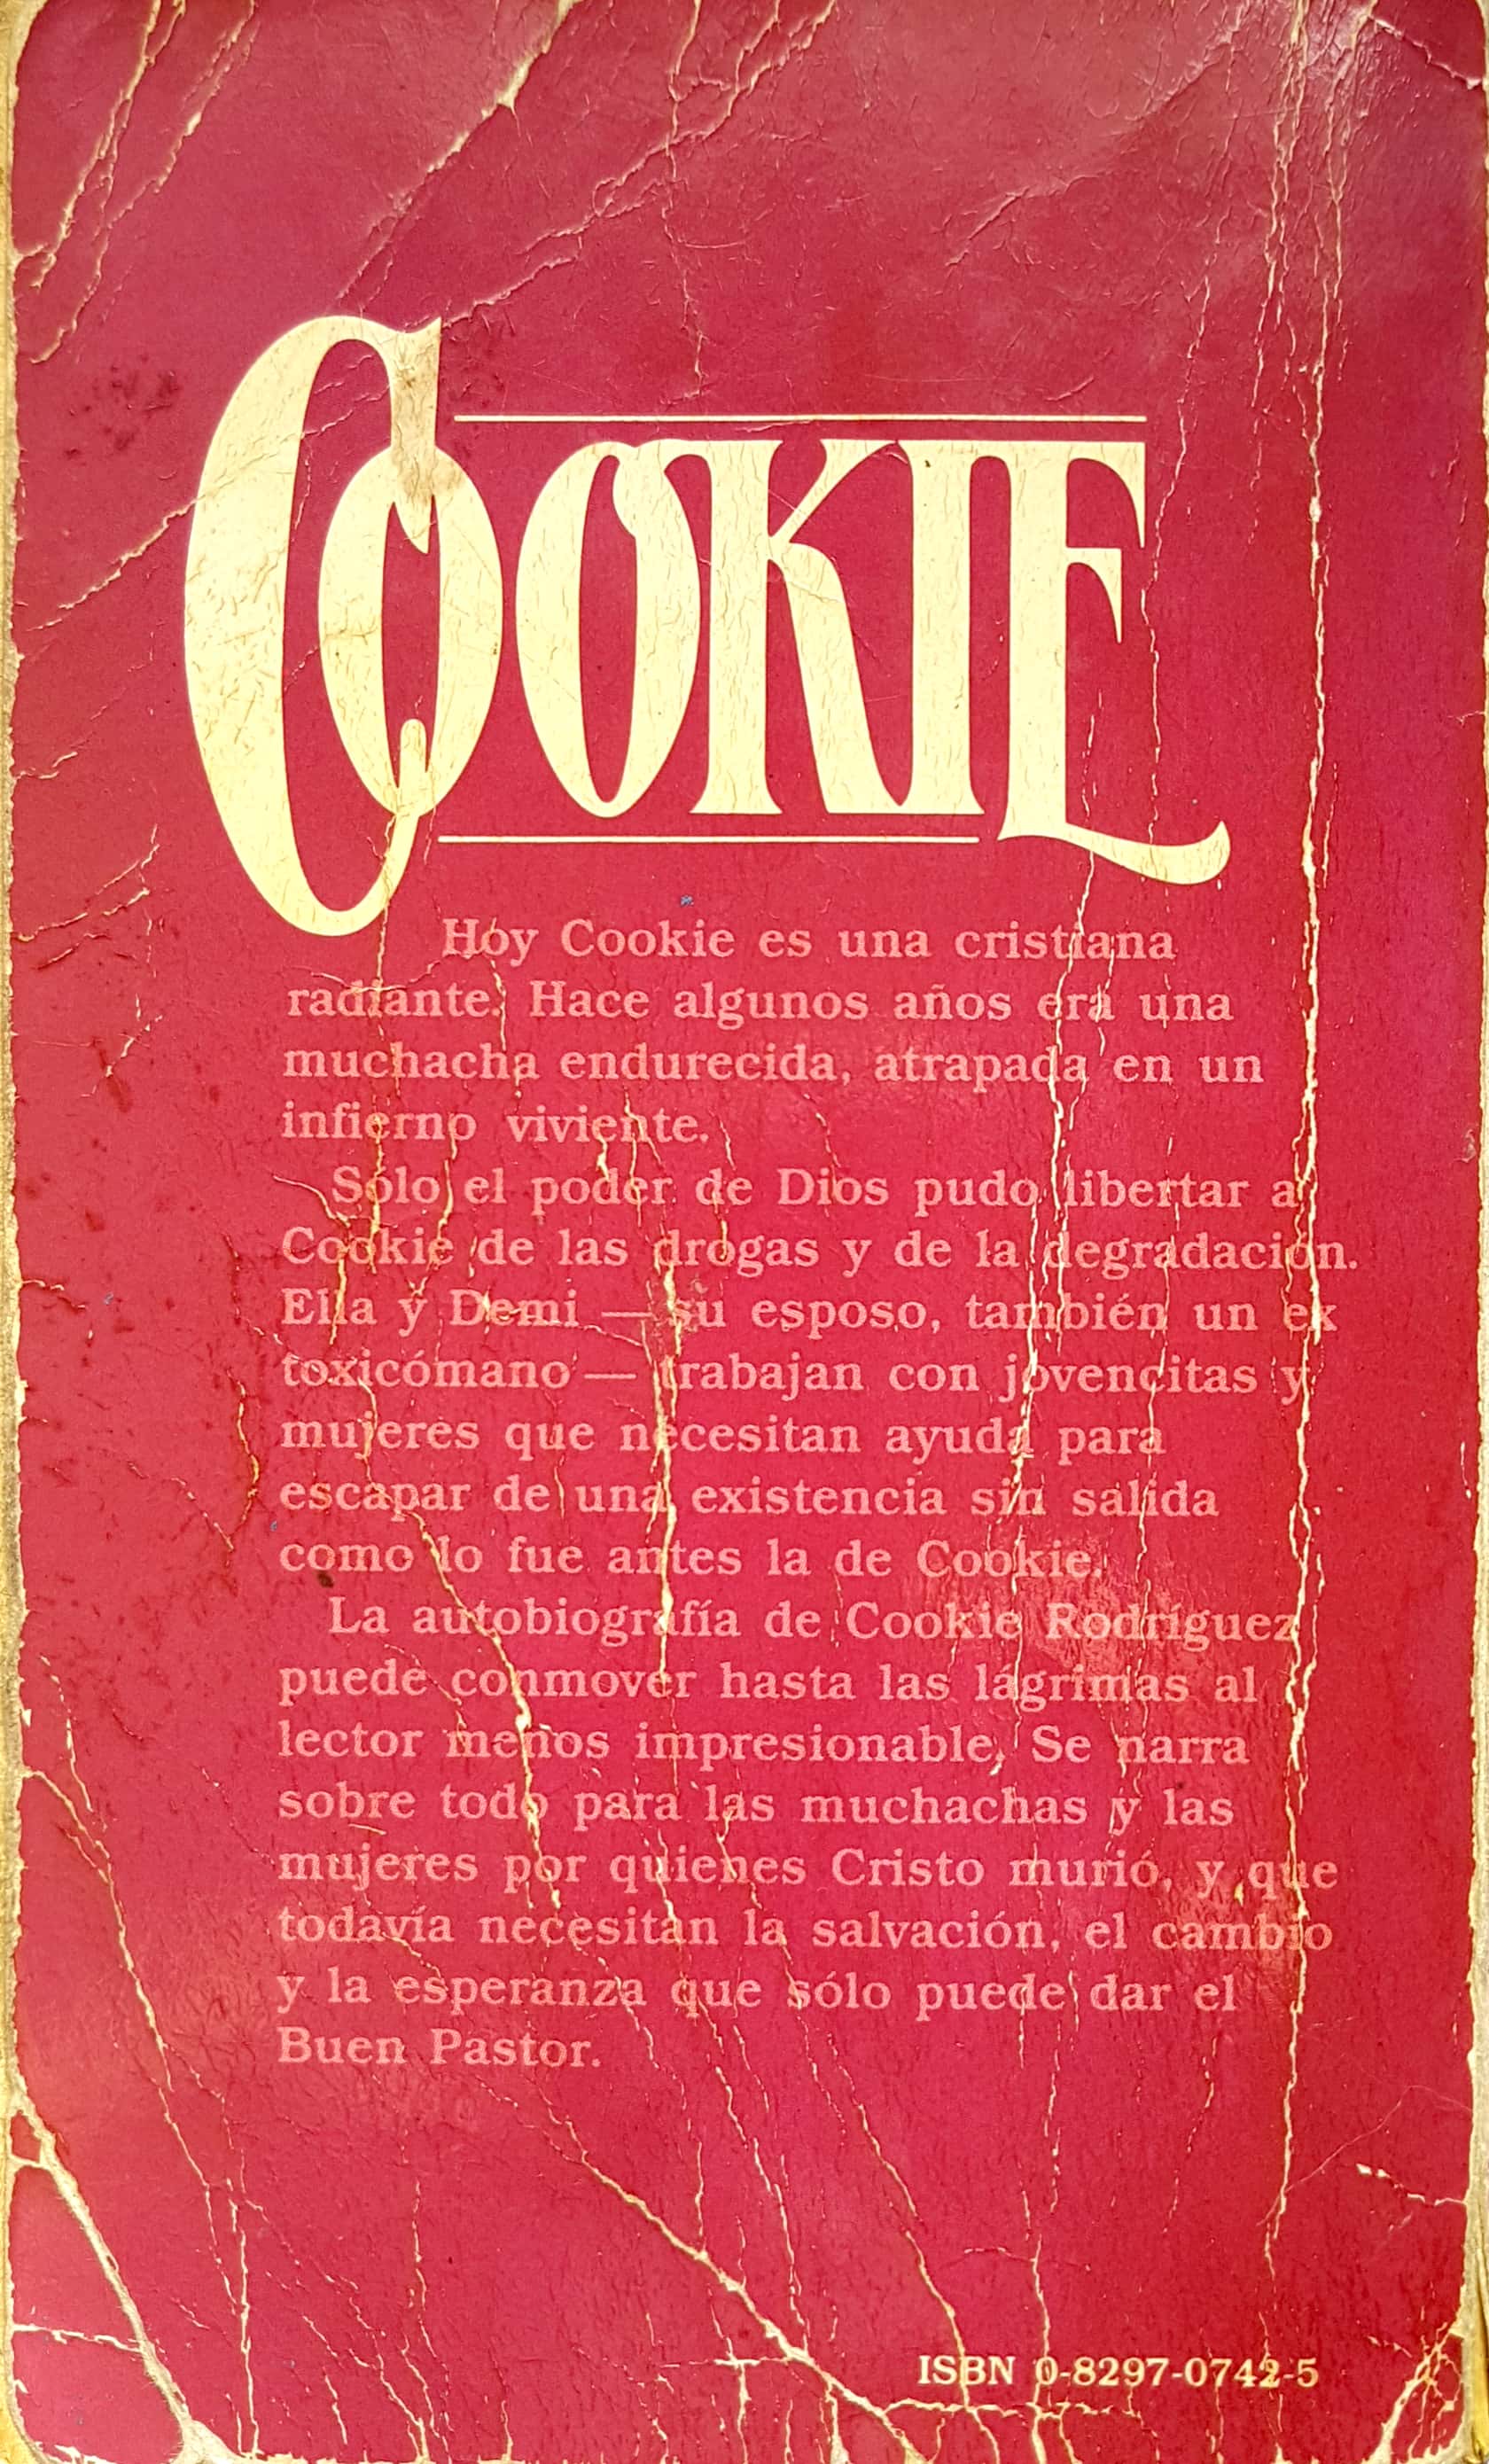 COOKIE
Hoy Cookie es una cristiana
radiante. Hace algunos años era una
muchacha endurecida, atrapada en un
infierno viviente.
Sólo el poder de Dios pudo libertar a
Cookie de las drogas y de la degradación.
Ella y Demi — su esposo, también un ex
toxicómano — trabajan con jovencitas y
mujeres que necesitan ayuda para
escapar de una existencia sin salida
como lo fue antes la de Cookie.
La autobiografía de Cookie Rodríguez
puede conmover hasta las lágrimas al
lector menos impresionable. Se narra
sobre todo para las muchachas y las
mujeres por quienes Cristo murió, y que
todavía necesitan la salvación, el cambio
y la esperanza que sólo puede dar el
Buen Pastor.
ISBN 0-8297-0742-5